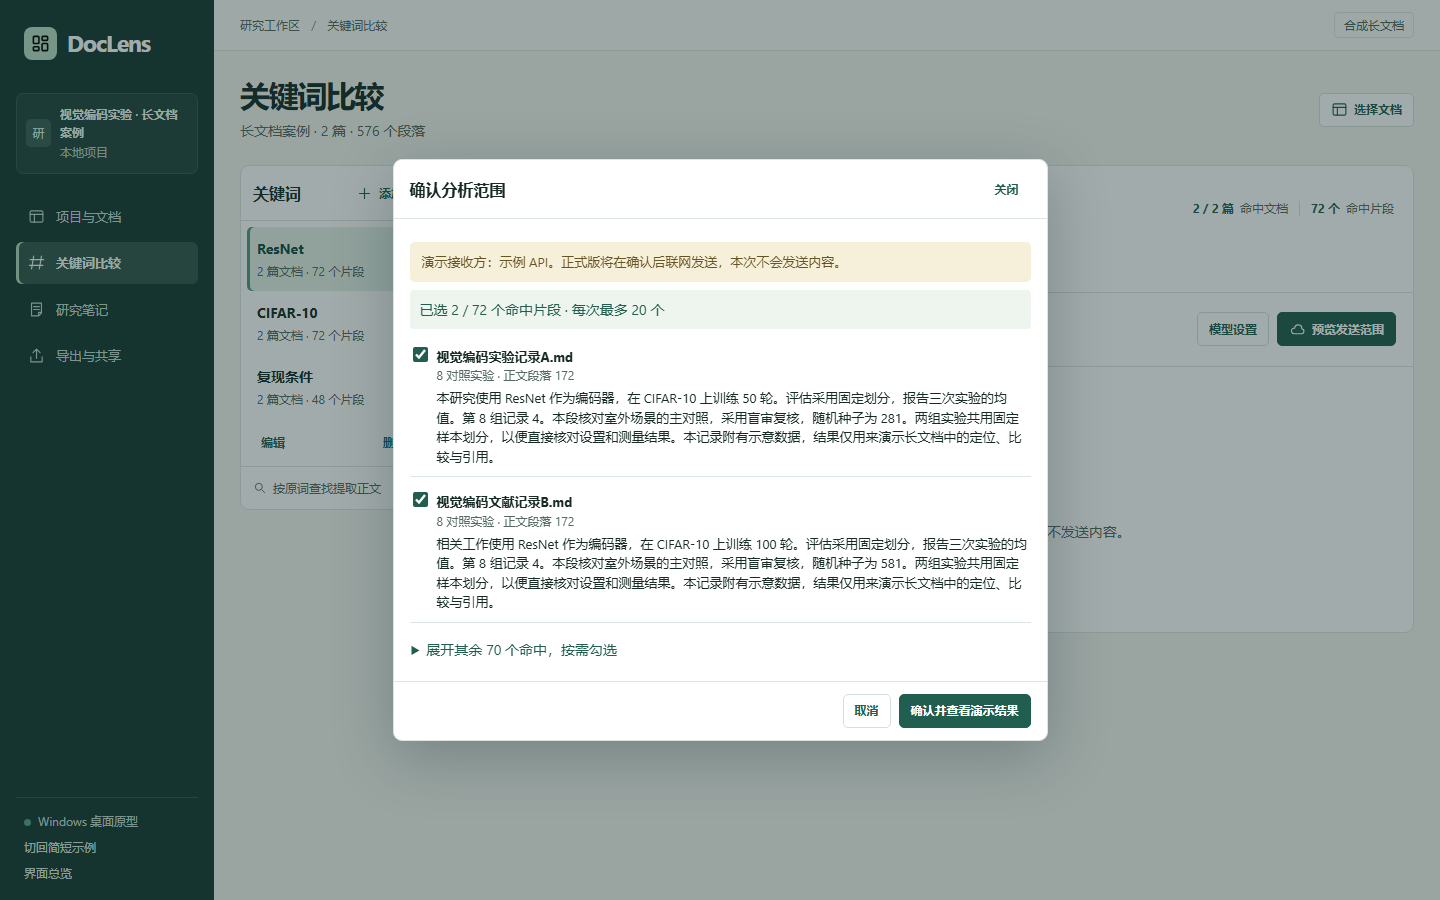 DocLens
研
视觉编码实验 · 长文档
案例
本地项目
项目与文档
关键词比较
研究笔记
导出与共享
Windows 桌面原型
切回简短示例
界面总览
研究工作区 / 关键词比较
合成长文档
关键词比较
长文档案例 · 2 篇 · 576 个段落
选择文档
关键词
ResNet
2 篇文档 · 72 个片段
CIFAR-10
2 篇文档 · 72 个片段
复现条件
2 篇文档 · 48 个片段
编辑
按原词查找提取正文
2 / 2 篇 命中文档
72 个 命中片段
模型设置
预览发送范围
不发送内容。
确认分析范围
关闭
演示接收方：示例 API。正式版将在确认后联网发送，本次不会发送内容。
已选 2 / 72 个命中片段 · 每次最多 20 个
视觉编码实验记录A.md
8 对照实验 · 正文段落 172
本研究使用 ResNet 作为编码器，在 CIFAR-10 上训练 50 轮。评估采用固定划分，报告三次实验的均
值。第 8 组记录 4。本段核对室外场景的主对照，采用盲审复核，随机种子为 281。两组实验共用固定
样本划分，以便直接核对设置和测量结果。本记录附有示意数据，结果仅用来演示长文档中的定位、比
较与引用。
视觉编码文献记录B.md
8 对照实验 · 正文段落 172
相关工作使用 ResNet 作为编码器，在 CIFAR-10 上训练 100 轮。评估采用固定划分，报告三次实验的均
值。第 8 组记录 4。本段核对室外场景的主对照，采用盲审复核，随机种子为 581。两组实验共用固定
样本划分，以便直接核对设置和测量结果。本记录附有示意数据，结果仅用来演示长文档中的定位、比
较与引用。
展开其余 70 个命中，按需勾选
取消
确认并查看演示结果